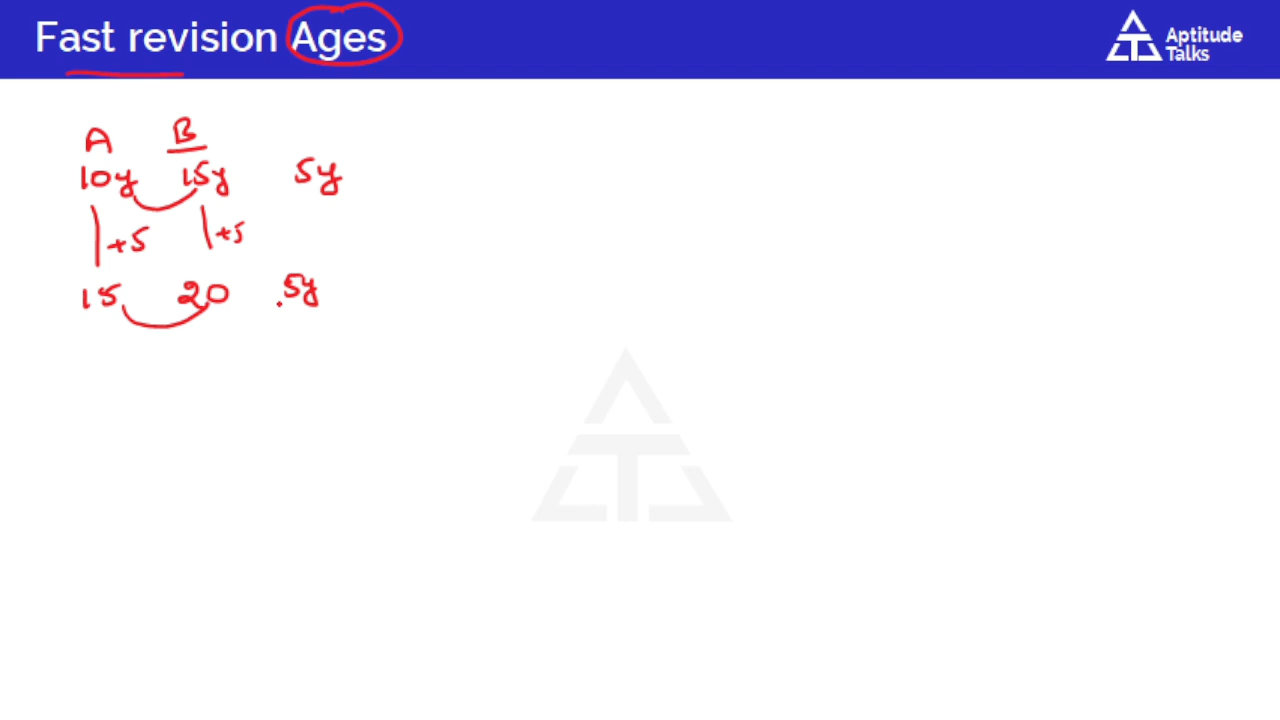 Fast revision Ages
Aptitude
Talks
A B
10y 15y 5y
+5 +5
15 20 5y